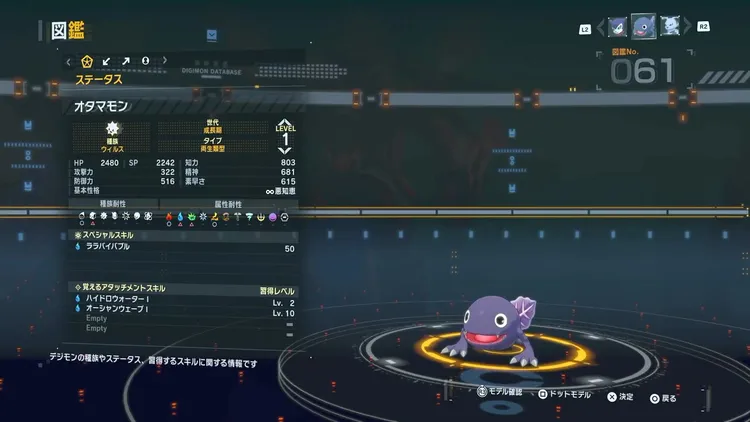 図鑑
L2
R2
図鑑No.
061
DIGIMON DATABASE
ステータス
オタマモン
種族
ウイルス
世代
成長期
タイプ
両生類型
LEVEL
1
HP 2480 SP 2242 知力 803
攻撃力 322 精神 681
防御力 516 素早さ 615
基本性格 悪知恵
種族耐性 属性耐性
スペシャルスキル
ララバイバブル 50
覚えるアタッチメントスキル 習得レベル
ハイドロウォーターⅠ Lv. 2
オーシャンウェーブⅠ Lv. 10
Empty
Empty
デジモンの種族やステータス、習得するスキルに関する情報です
モデル確認 ドットモデル 決定 戻る